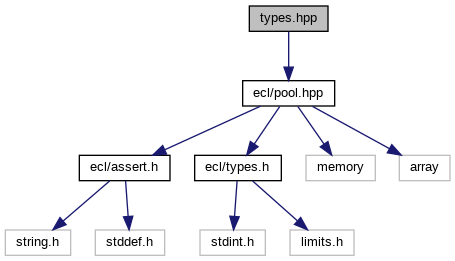 types.hpp
ecl/pool.hpp
ecl/assert.h
ecl/types.h
memory
array
string.h
stddef.h
stdint.h
limits.h